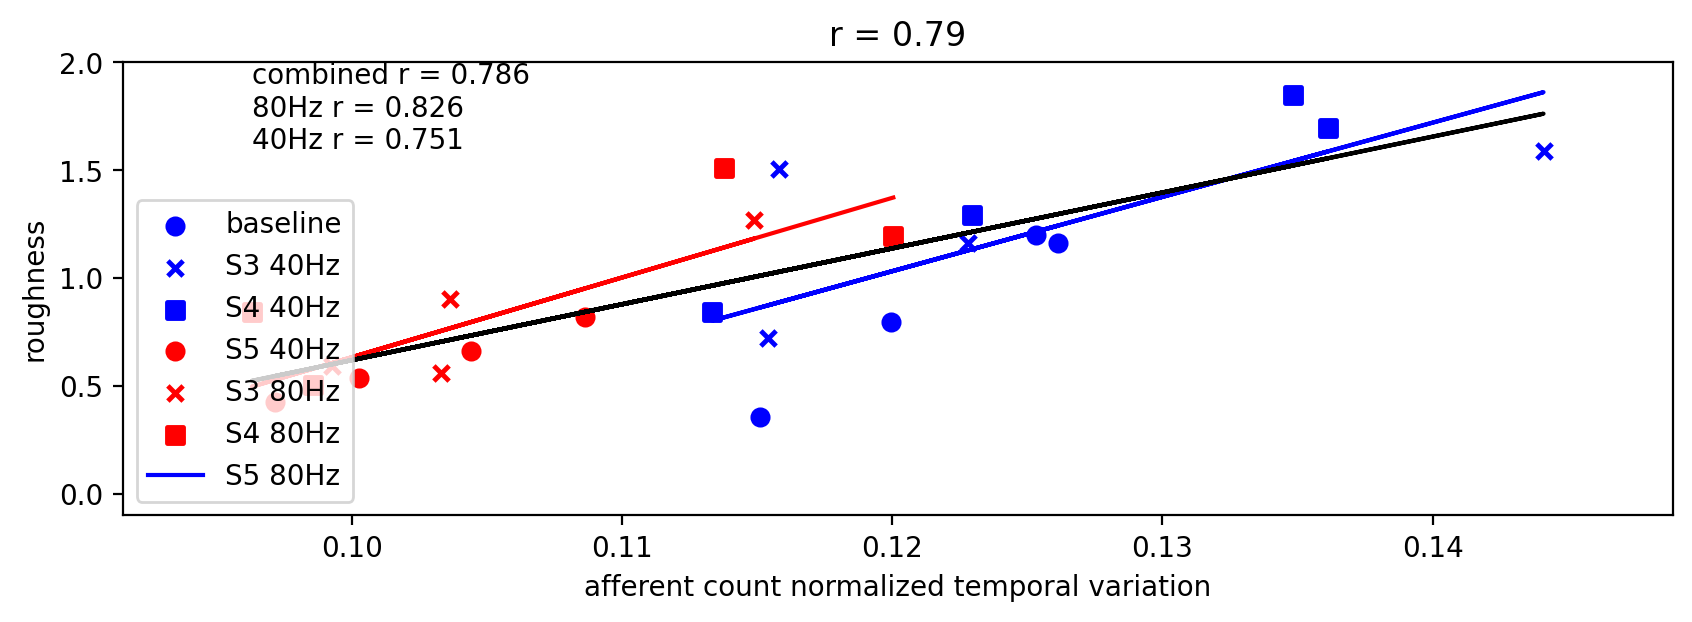 r = 0.79
combined r = 0.786
80Hz r = 0.826
40Hz r = 0.751
2.0
1.5
1.0
0.5
0.0
roughness
baseline
S3 40Hz
S4 40Hz
S5 40Hz
S3 80Hz
S4 80Hz
S5 80Hz
0.10 0.11 0.12 0.13 0.14
afferent count normalized temporal variation